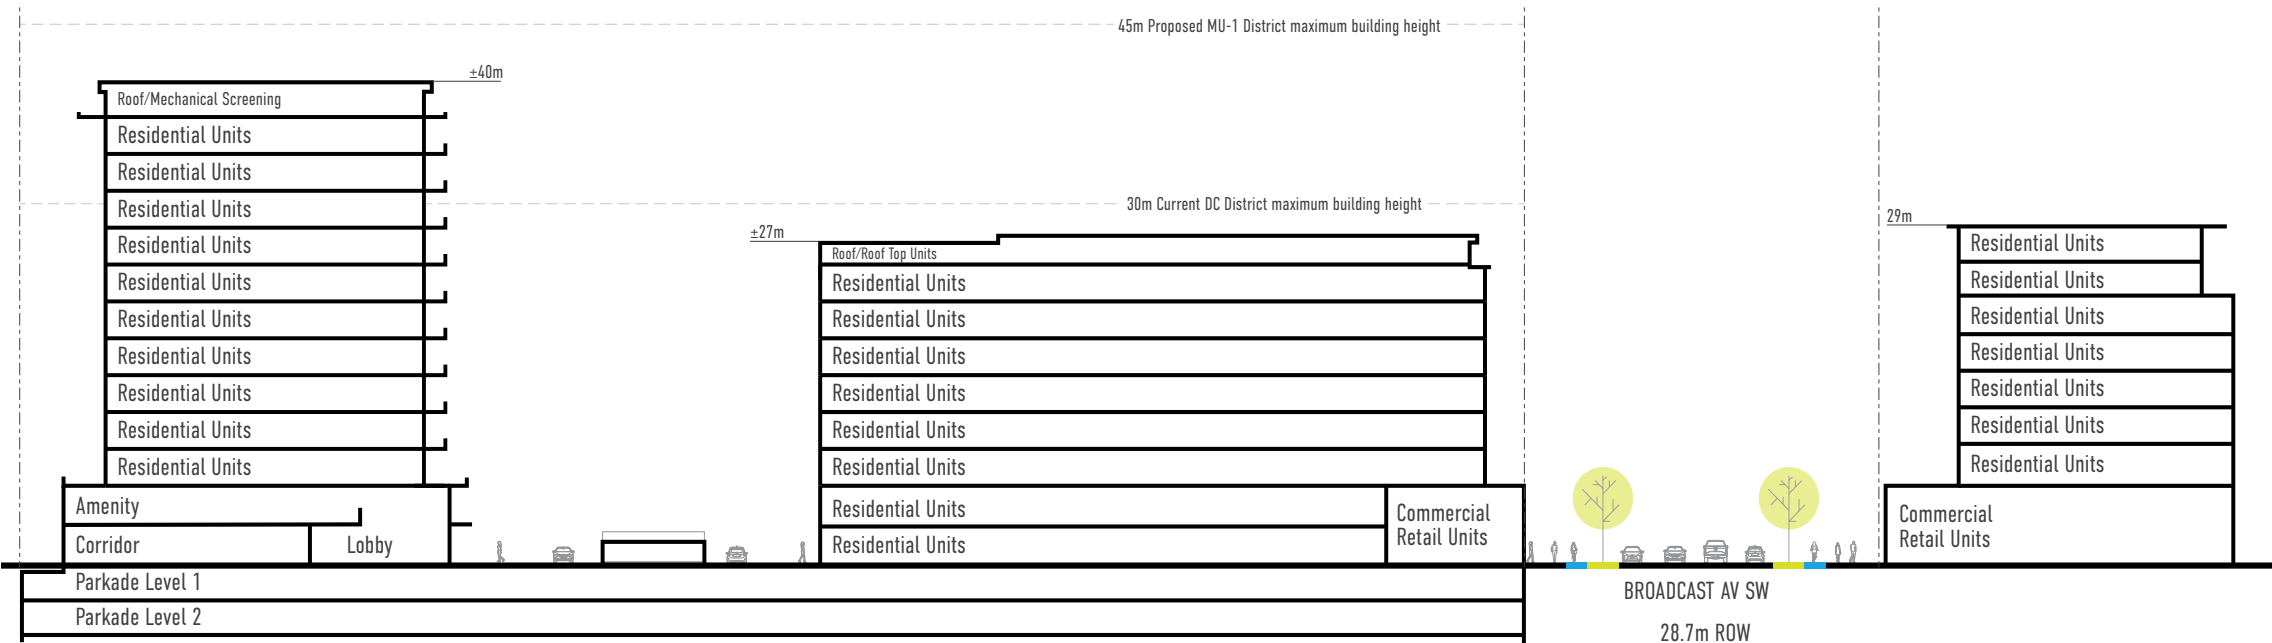 45m Proposed MU-1 District maximum building height
±40m
Roof/Mechanical Screening
Residential Units
Residential Units
Residential Units
Residential Units
Residential Units
Residential Units
Residential Units
Residential Units
Residential Units
Residential Units
Amenity
Corridor
Lobby
Parkade Level 1
Parkade Level 2
30m Current DC District maximum building height
±27m
Roof/Roof Top Units
Residential Units
Residential Units
Residential Units
Residential Units
Residential Units
Residential Units
Residential Units
Residential Units
Commercial
Retail Units
BROADCAST AV SW
28.7m ROW
29m
Residential Units
Residential Units
Residential Units
Residential Units
Residential Units
Residential Units
Residential Units
Commercial
Retail Units